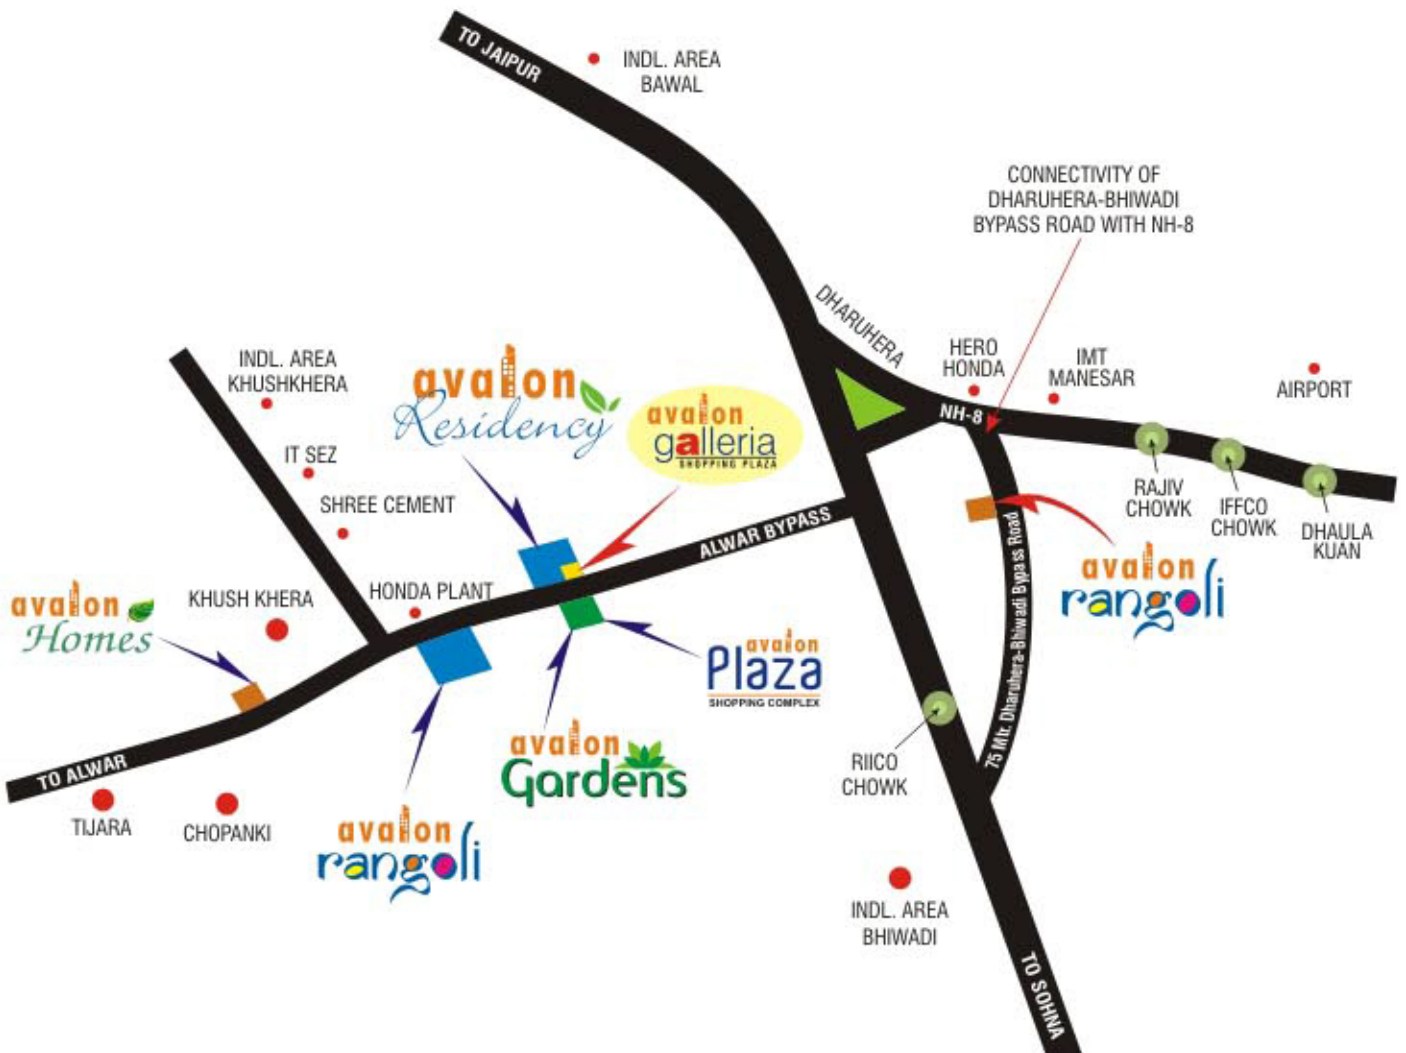 TO JAIPUR
INDL. AREA
BAWAL
CONNECTIVITY OF
DHARUHERA-BHIWADI
BYPASS ROAD WITH NH-8
DHARUHERA
HERO
HONDA
IMT
MANESAR
AIRPORT
NH-8
INDL. AREA
KHUSHKHERA
avalon
Residency
avalon
galleria
SHOPPING PLAZA
IT SEZ
SHREE CEMENT
RAJIV
CHOWK
IFFCO
CHOWK
DHAULA
KUAN
ALWAR BYPASS
75 Mtr. Dharuhera-Bhiwadi Bypass Road
avalon
rangoli
HONDA PLANT
KHUSH KHERA
avalon
Homes
avalon
Plaza
SHOPPING COMPLEX
avalon
Gardens
RIICO
CHOWK
TO ALWAR
TIJARA
CHOPANKI
avalon
rangoli
INDL. AREA
BHIWADI
TO SOHNA